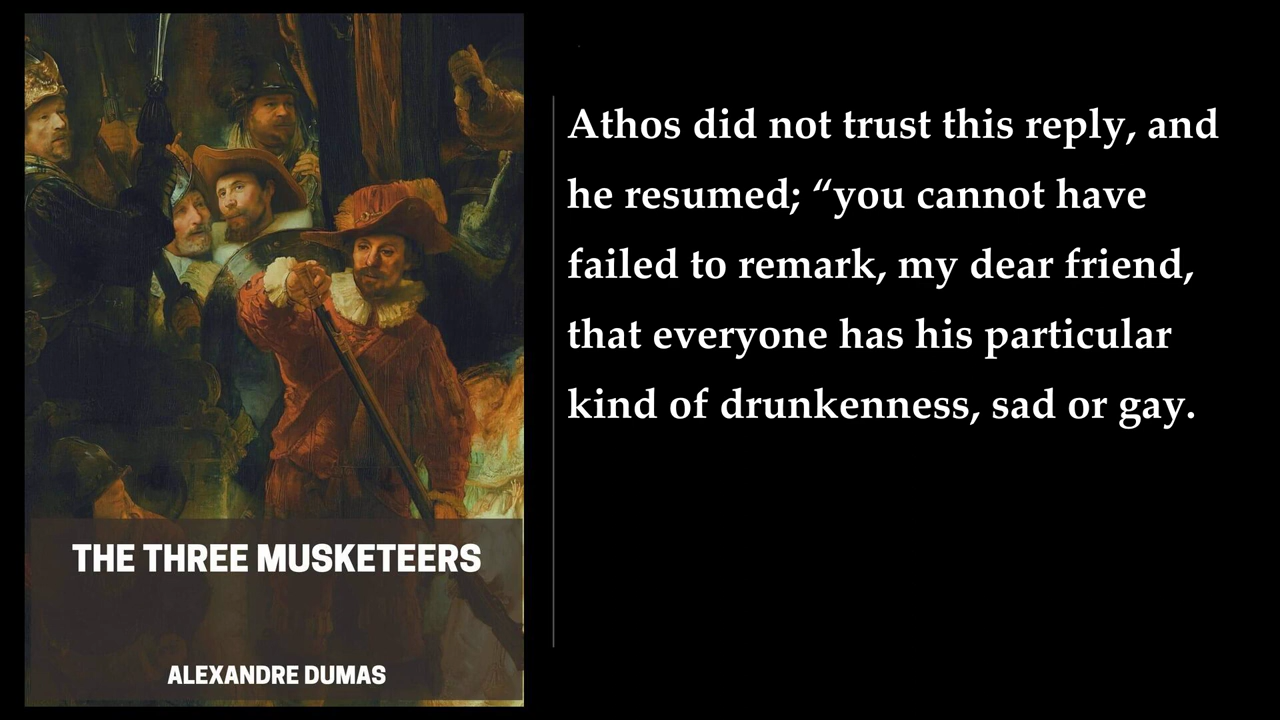 THE THREE MUSKETEERS
ALEXANDRE DUMAS
Athos did not trust this reply, and
he resumed; “you cannot have
failed to remark, my dear friend,
that everyone has his particular
kind of drunkenness, sad or gay.